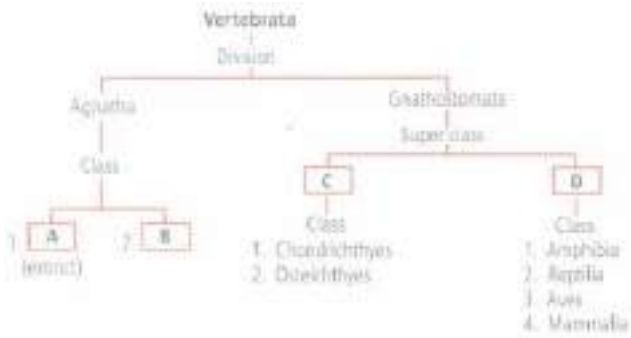 Vertebrata
Division
Agnatha
Gnathostomata
Super class
Class
C
D
1. A
2. B
(extinct)
Class
1. Chondrichthyes
2. Osteichthyes
Class
1. Amphibia
2. Reptilia
3. Aves
4. Mammalia